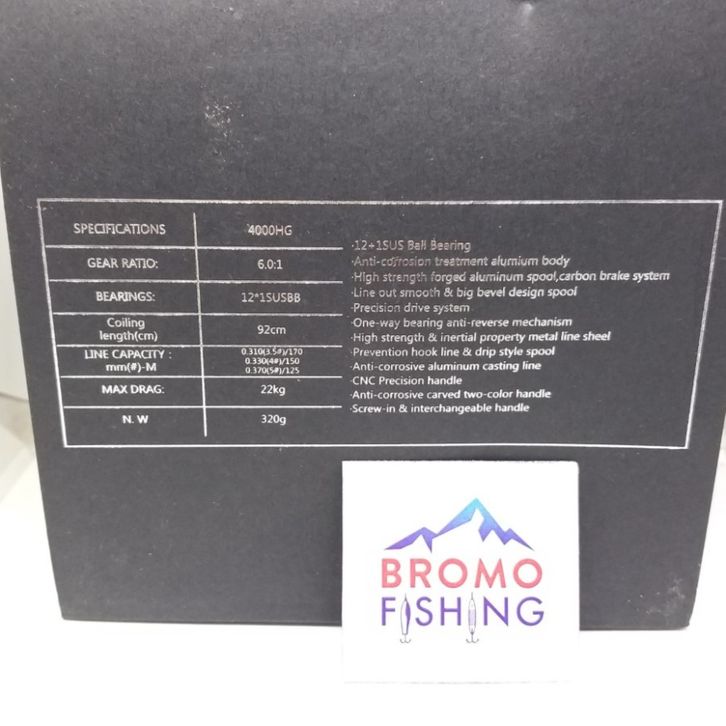 SPECIFICATIONS 4000HG
GEAR RATIO: 6.0:1
BEARINGS: 12*1SUSBB
Coiling
length(cm) 92cm
LINE CAPACITY :
mm(#)-M
0.310(3.5#)/170
0.330(4#)/150
0.370(5#)/125
MAX DRAG: 22kg
N. W 320g
·12+1SUS Ball Bearing
·Anti-corrosion treatment alumium body
·High strength forged aluminum spool,carbon brake system
·Line out smooth & big bevel design spool
·Precision drive system
·One-way bearing anti-reverse mechanism
·High strength & inertial property metal line sheel
·Prevention hook line & drip style spool
·Anti-corrosive aluminum casting line
·CNC Precision handle
·Anti-corrosive carved two-color handle
·Screw-in & interchangeable handle
BROMO
FISHING